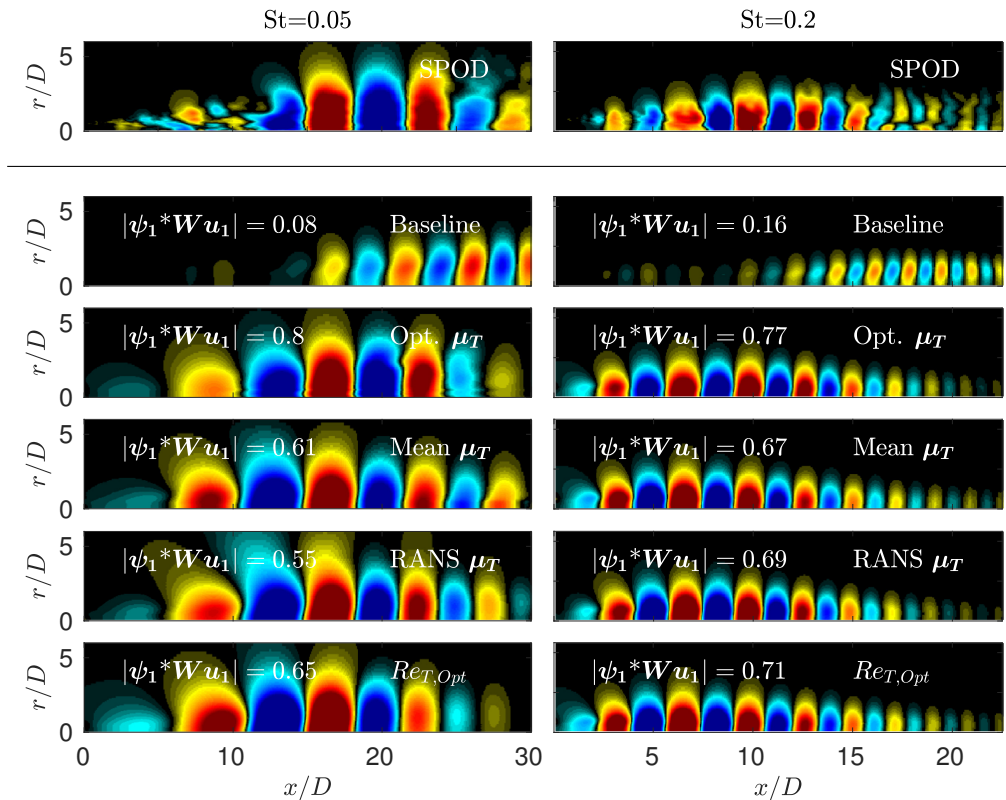 St=0.05 St=0.2
r/D 5 0 SPOD SPOD
r/D 5 0 |ψ₁*Wu₁| = 0.08 Baseline |ψ₁*Wu₁| = 0.16 Baseline
r/D 5 0 |ψ₁*Wu₁| = 0.8 Opt. μ_T |ψ₁*Wu₁| = 0.77 Opt. μ_T
r/D 5 0 |ψ₁*Wu₁| = 0.61 Mean μ_T |ψ₁*Wu₁| = 0.67 Mean μ_T
r/D 5 0 |ψ₁*Wu₁| = 0.55 RANS μ_T |ψ₁*Wu₁| = 0.69 RANS μ_T
r/D 5 0 |ψ₁*Wu₁| = 0.65 Re_{T,Opt} |ψ₁*Wu₁| = 0.71 Re_{T,Opt}
0 10 20 30 5 10 15 20
x/D x/D